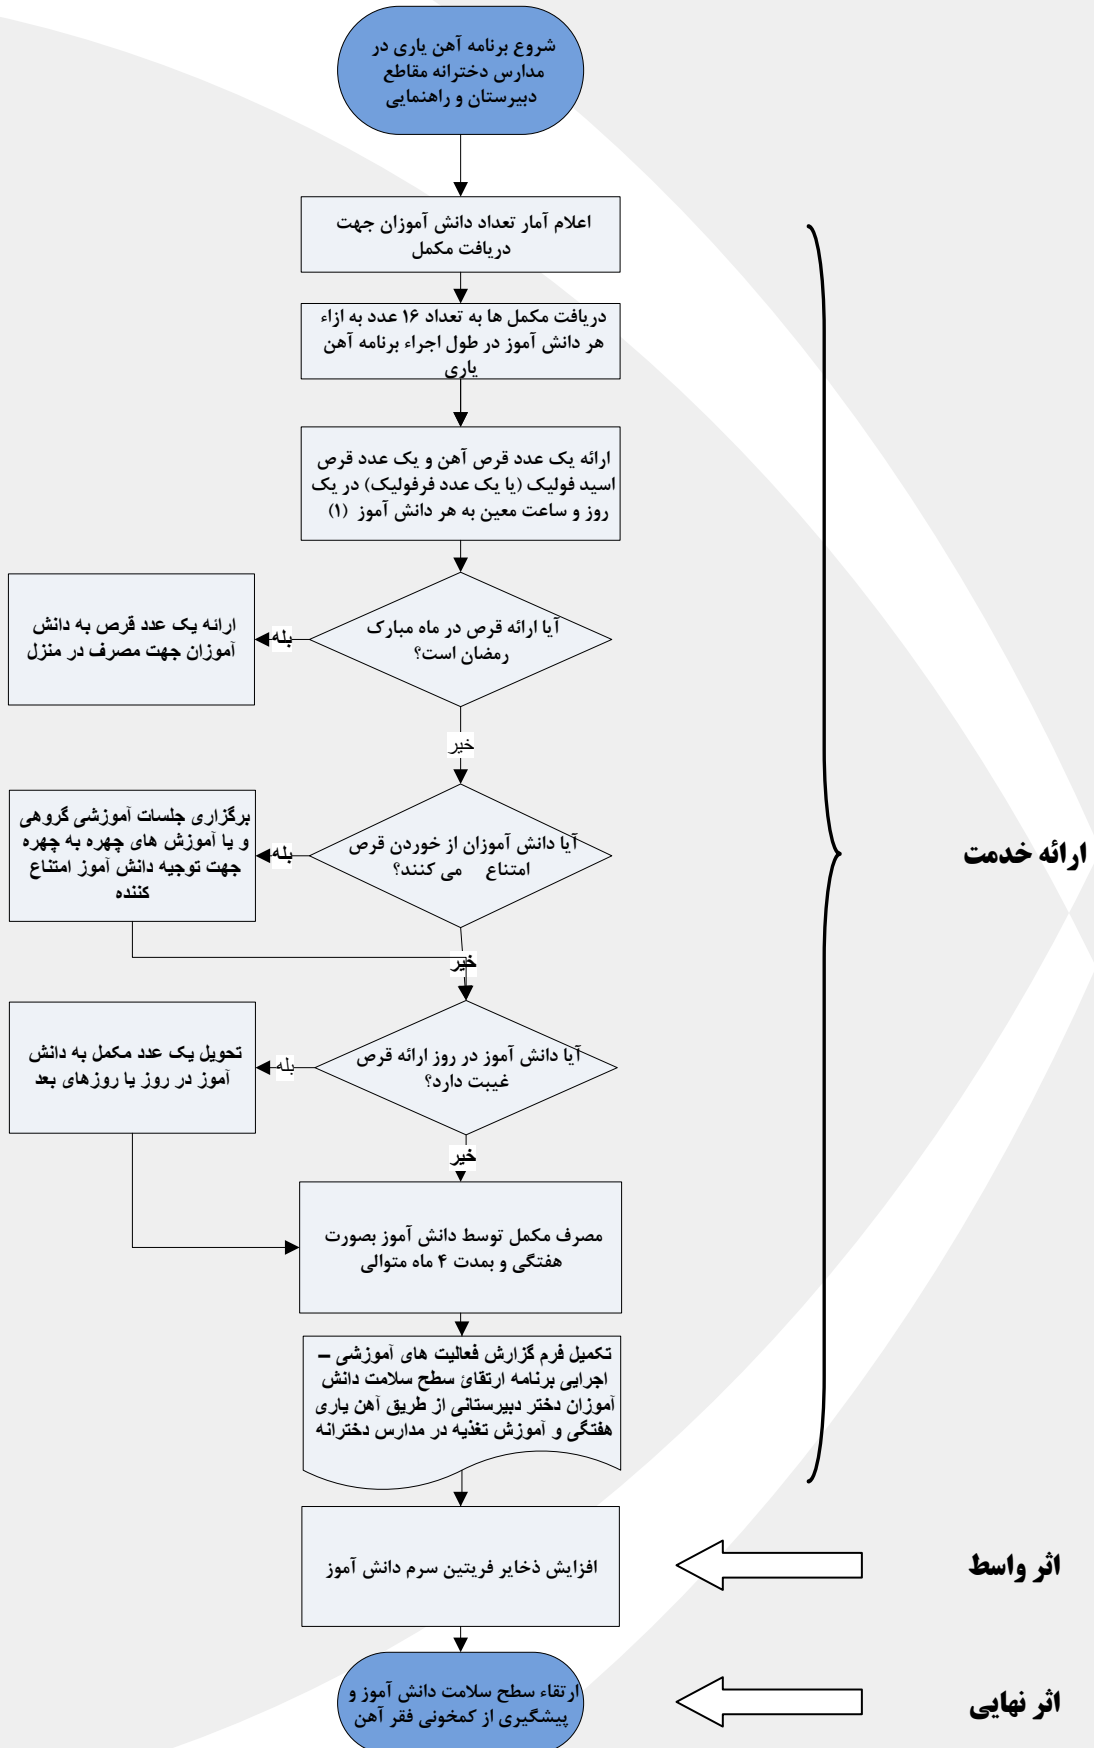 شروع برنامه آهن یاری در
مدارس دخترانه مقاطع
دبیرستان و راهنمایی
اعلام آمار تعداد دانش آموزان جهت
دریافت مکمل
دریافت مکمل ها به تعداد ۱۶ عدد به ازاء
هر دانش آموز در طول اجراء برنامه آهن
یاری
ارائه یک عدد قرص آهن و یک عدد قرص
اسید فولیک (یا یک عدد فرفولیک) در یک
روز و ساعت معین به هر دانش آموز (۱)
آیا ارائه قرص در ماه مبارک
رمضان است؟
بله
ارائه یک عدد قرص به دانش
آموزان جهت مصرف در منزل
خیر
آیا دانش آموزان از خوردن قرص
امتناع می کنند؟
بله
برگزاری جلسات آموزشی گروهی
و یا آموزش های چهره به چهره
جهت توجیه دانش آموز امتناع
کننده
خیر
آیا دانش آموز در روز ارائه قرص
غیبت دارد؟
بله
تحویل یک عدد مکمل به دانش
آموز در روز یا روزهای بعد
خیر
مصرف مکمل توسط دانش آموز بصورت
هفتگی و بمدت ۴ ماه متوالی
تکمیل فرم گزارش فعالیت های آموزشی –
اجرایی برنامه ارتقائ سطح سلامت دانش
آموزان دختر دبیرستانی از طریق آهن یاری
هفتگی و آموزش تغذیه در مدارس دخترانه
ارائه خدمت
افزایش ذخایر فریتین سرم دانش آموز
اثر واسط
ارتقاء سطح سلامت دانش آموز و
پیشگیری از کمخونی فقر آهن
اثر نهایی